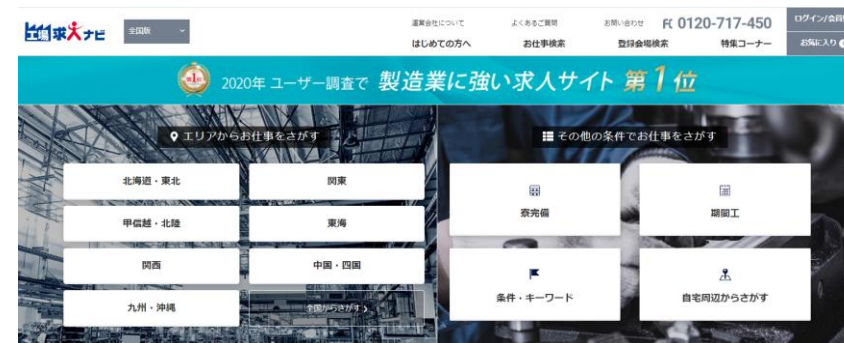 工場求人ナビ
全国版
運営会社について
よくあるご質問
お問い合わせ
0120-717-450
ログイン/会員
はじめての方へ
お仕事検索
登録会場検索
特集コーナー
お気に入り
第1位
2020年 ユーザー調査で 製造業に強い求人サイト 第1位
エリアからお仕事をさがす
その他の条件でお仕事をさがす
北海道・東北
関東
甲信越・北陸
東海
関西
中国・四国
九州・沖縄
全国からさがす
寮完備
期間工
条件・キーワード
自宅周辺からさがす